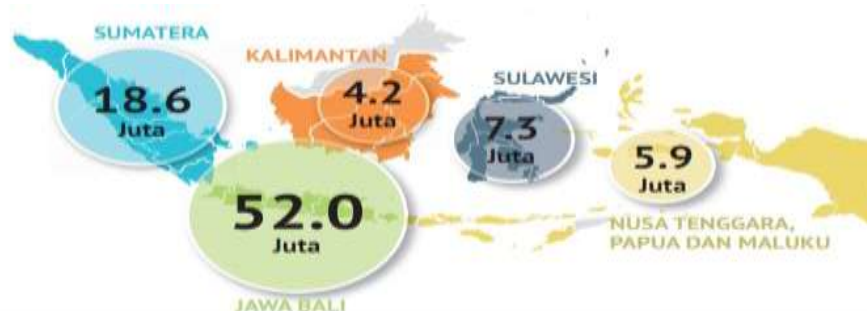 SUMATERA
18.6
Juta
KALIMANTAN
4.2
Juta
SULAWESI
7.3
Juta
5.9
Juta
NUSA TENGGARA,
PAPUA DAN MALUKU
52.0
Juta
JAWA BALI